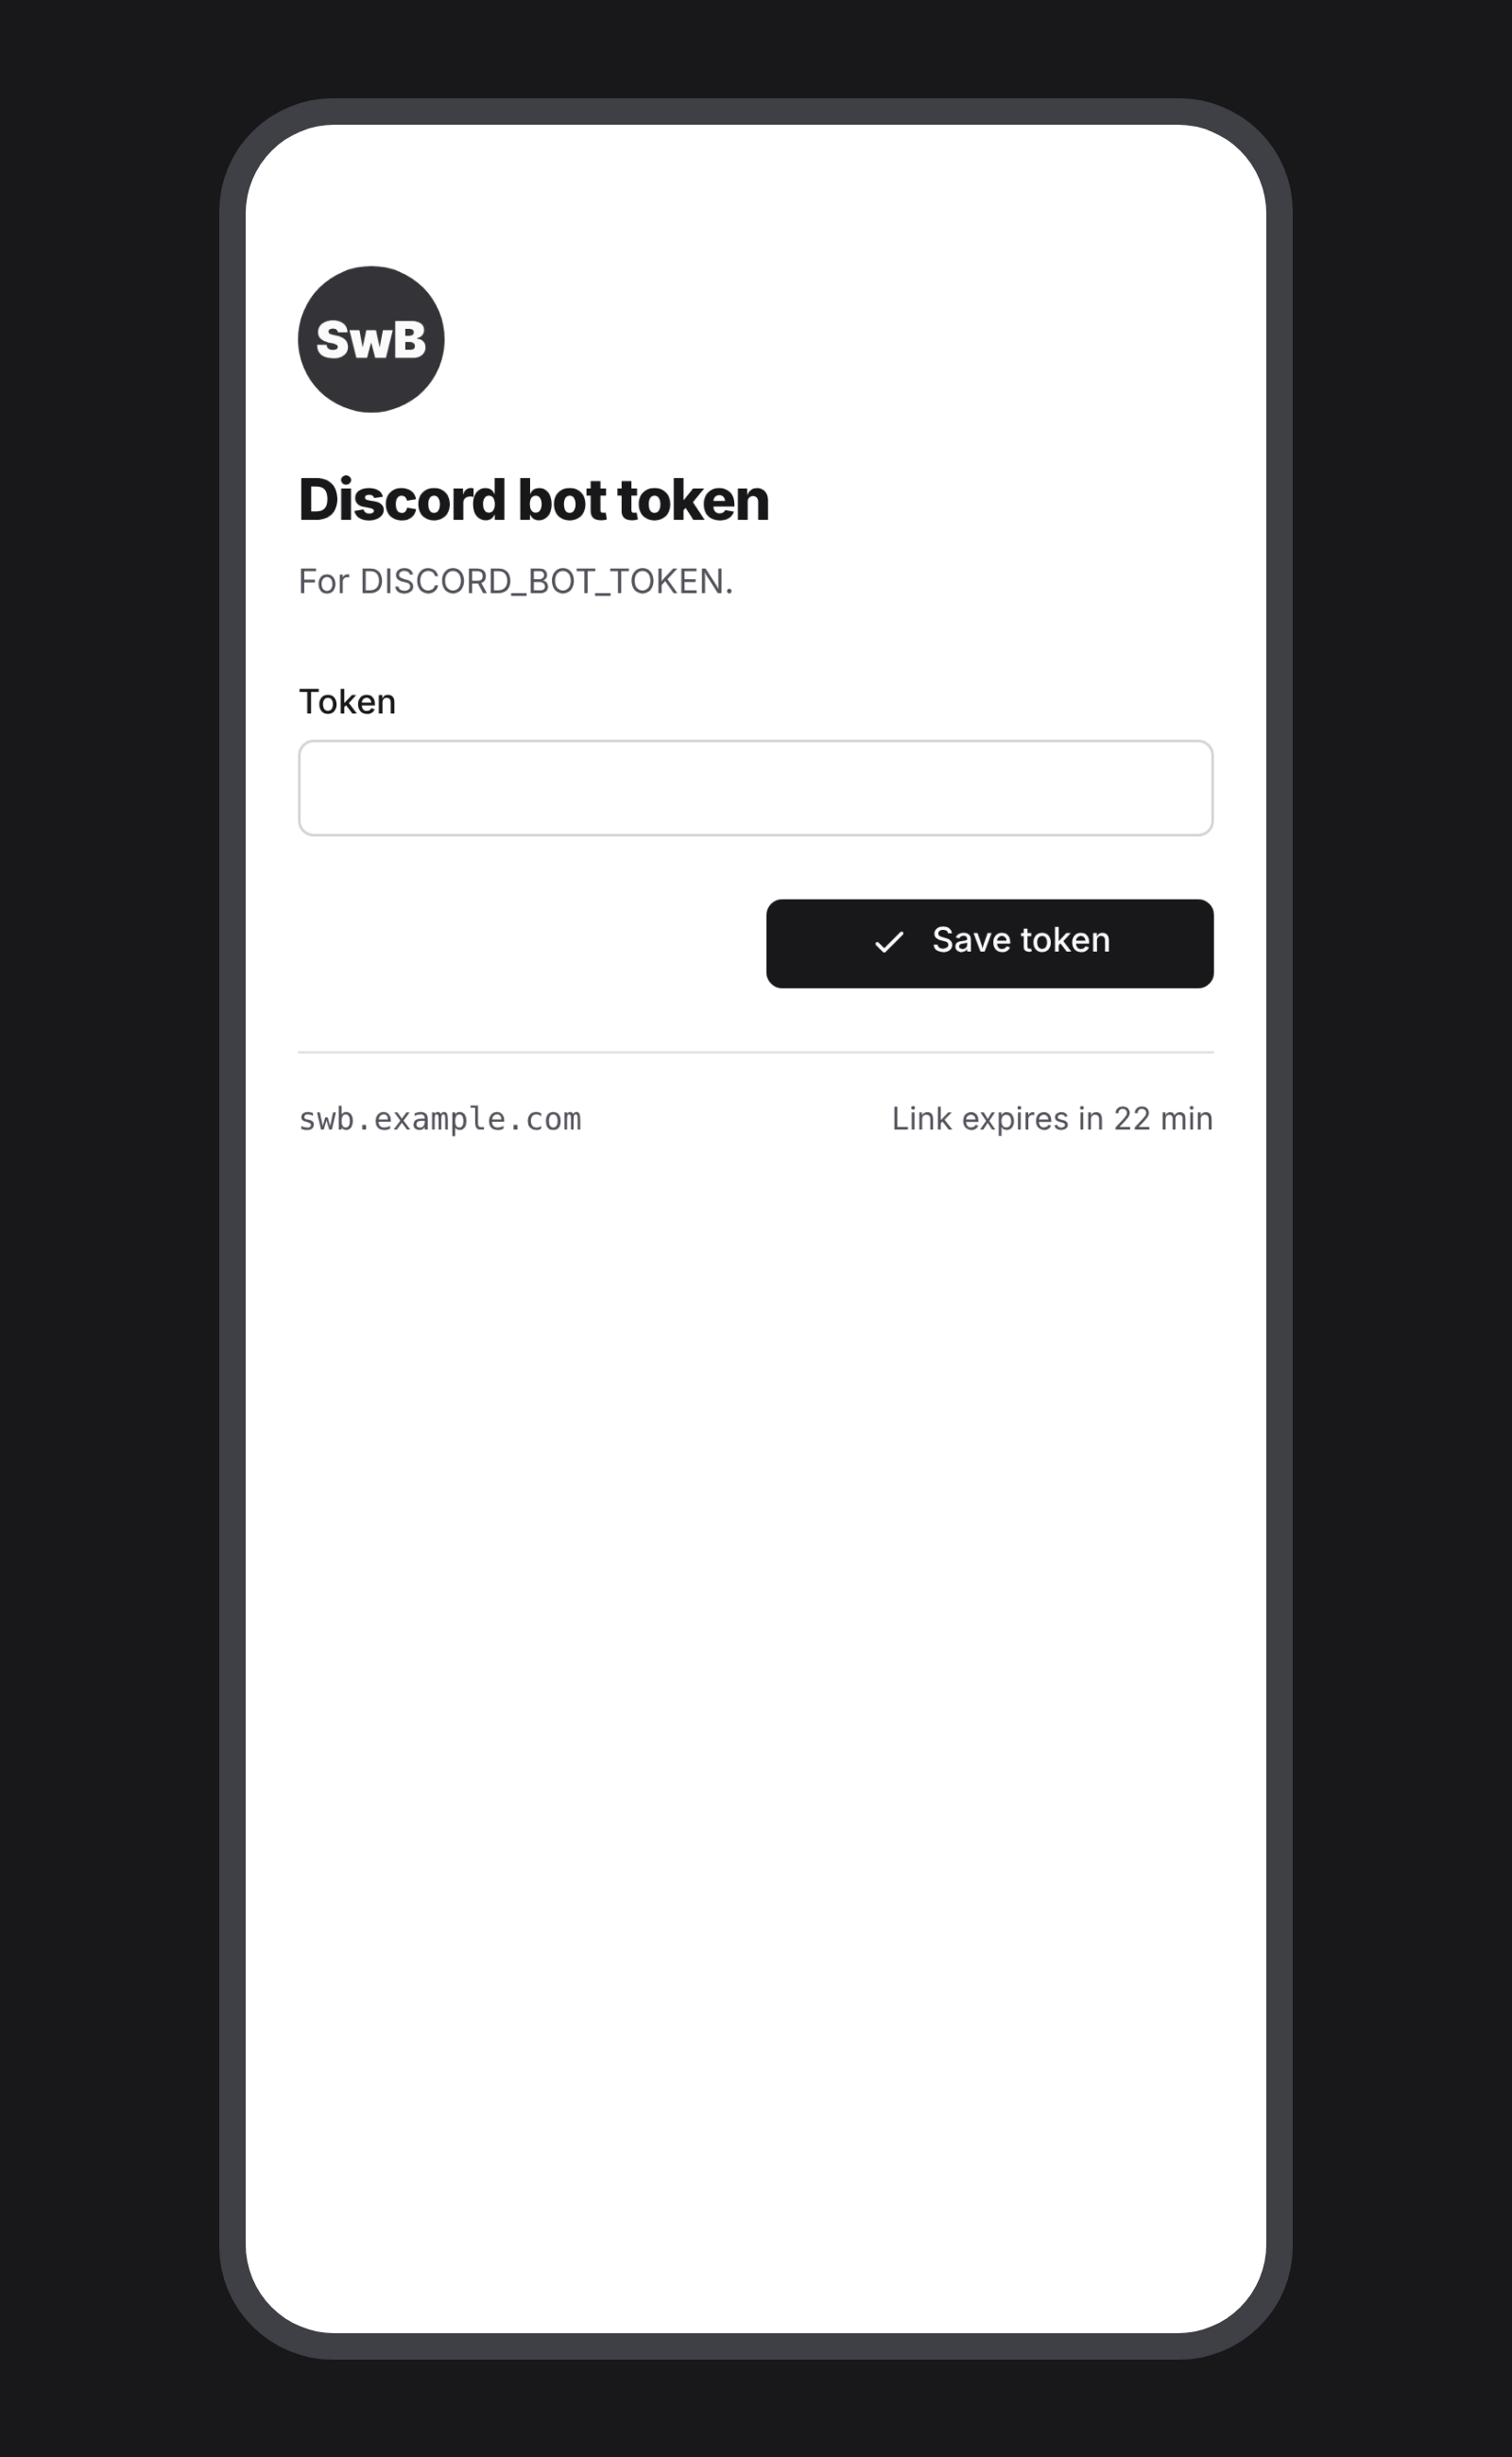 SwB
Discord bot token
For DISCORD_BOT_TOKEN.
Token
Save token
swb.example.com
Link expires in 22 min